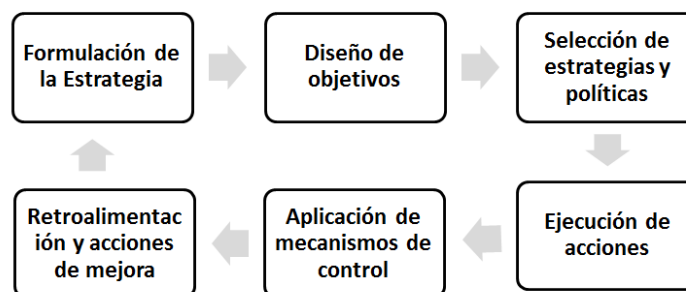 Formulación de
la Estrategia
Diseño de
objetivos
Selección de
estrategias y
políticas
Ejecución de
acciones
Aplicación de
mecanismos de
control
Retroalimentac
ión y acciones
de mejora